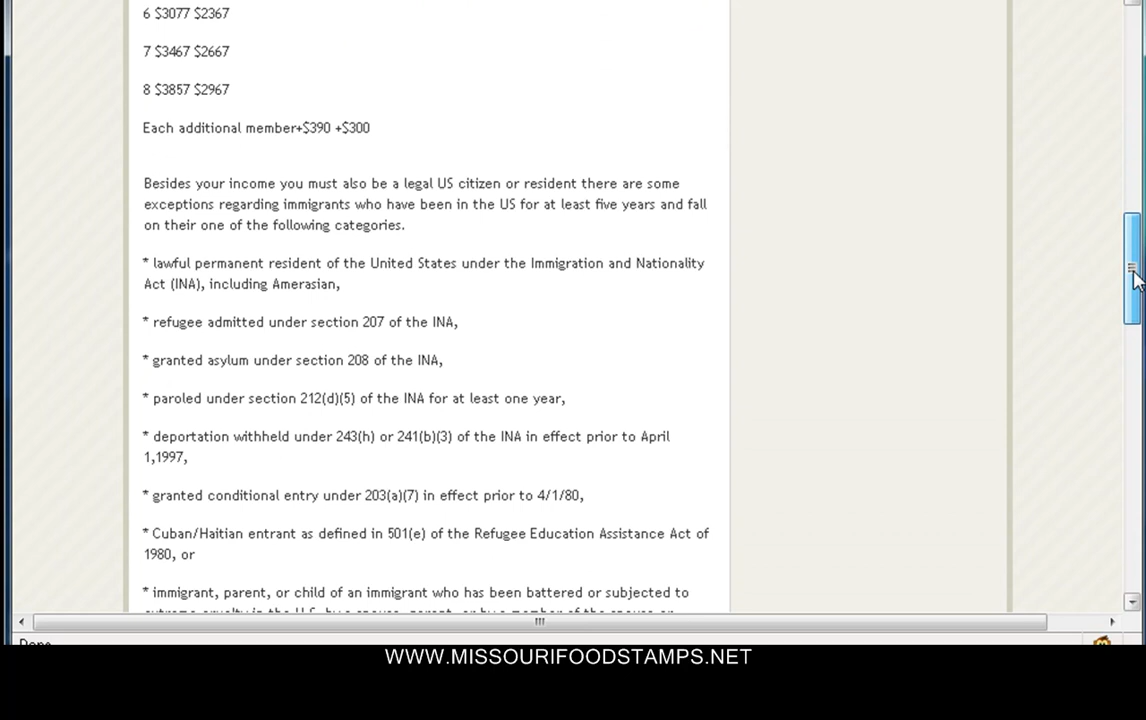 6 $3077 $2367
7 $3467 $2667
8 $3857 $2967
Each additional member+$390 +$300
Besides your income you must also be a legal US citizen or resident there are some
exceptions regarding immigrants who have been in the US for at least five years and fall
on their one of the following categories.
* lawful permanent resident of the United States under the Immigration and Nationality
Act (INA), including Amerasian,
* refugee admitted under section 207 of the INA,
* granted asylum under section 208 of the INA,
* paroled under section 212(d)(5) of the INA for at least one year,
* deportation withheld under 243(h) or 241(b)(3) of the INA in effect prior to April
1,1997,
* granted conditional entry under 203(a)(7) in effect prior to 4/1/80,
* Cuban/Haitian entrant as defined in 501(e) of the Refugee Education Assistance Act of
1980, or
* immigrant, parent, or child of an immigrant who has been battered or subjected to
WWW.MISSOURIFOODSTAMPS.NET